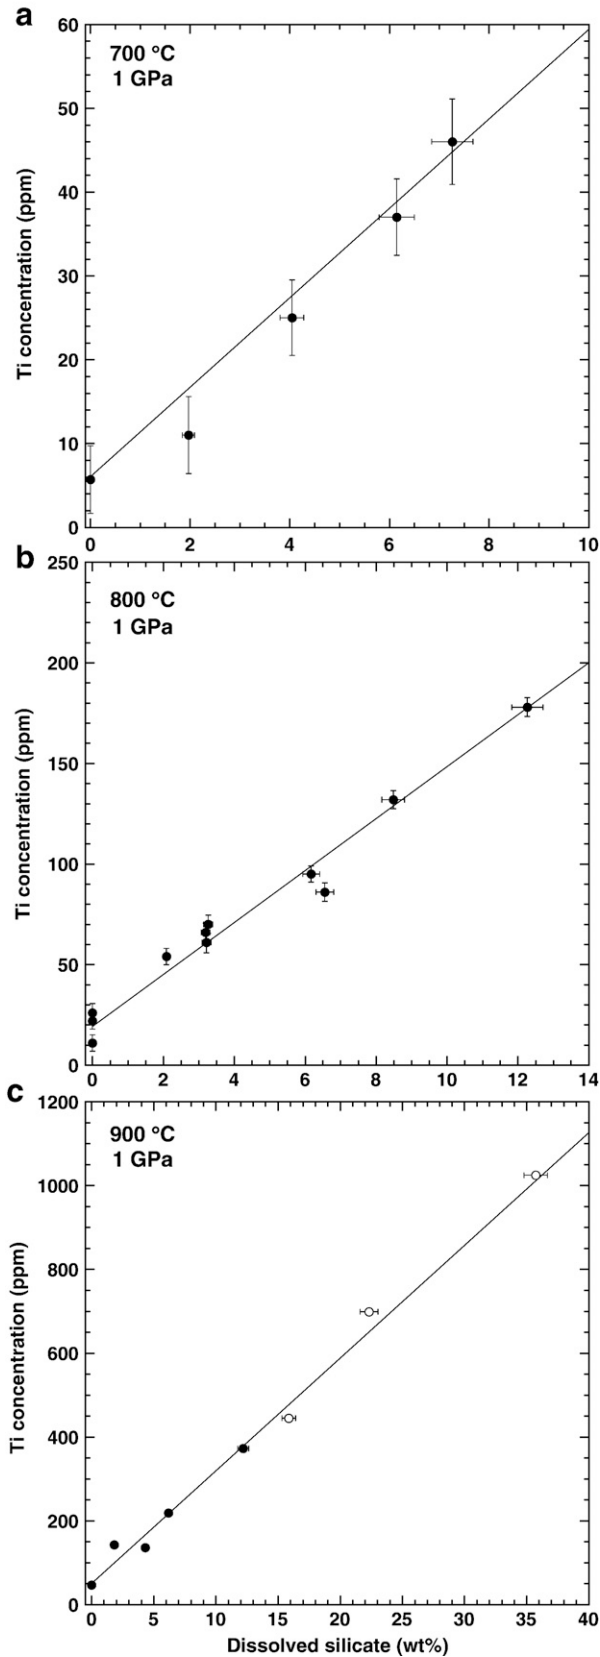 a
60
700 °C
1 GPa
50
40
30
20
10
0
Ti concentration (ppm)
0 2 4 6 8 10
b
250
800 °C
1 GPa
200
150
100
50
0
Ti concentration (ppm)
0 2 4 6 8 10 12 14
c
1200
900 °C
1 GPa
1000
800
600
400
200
0
Ti concentration (ppm)
0 5 10 15 20 25 30 35 40
Dissolved silicate (wt%)